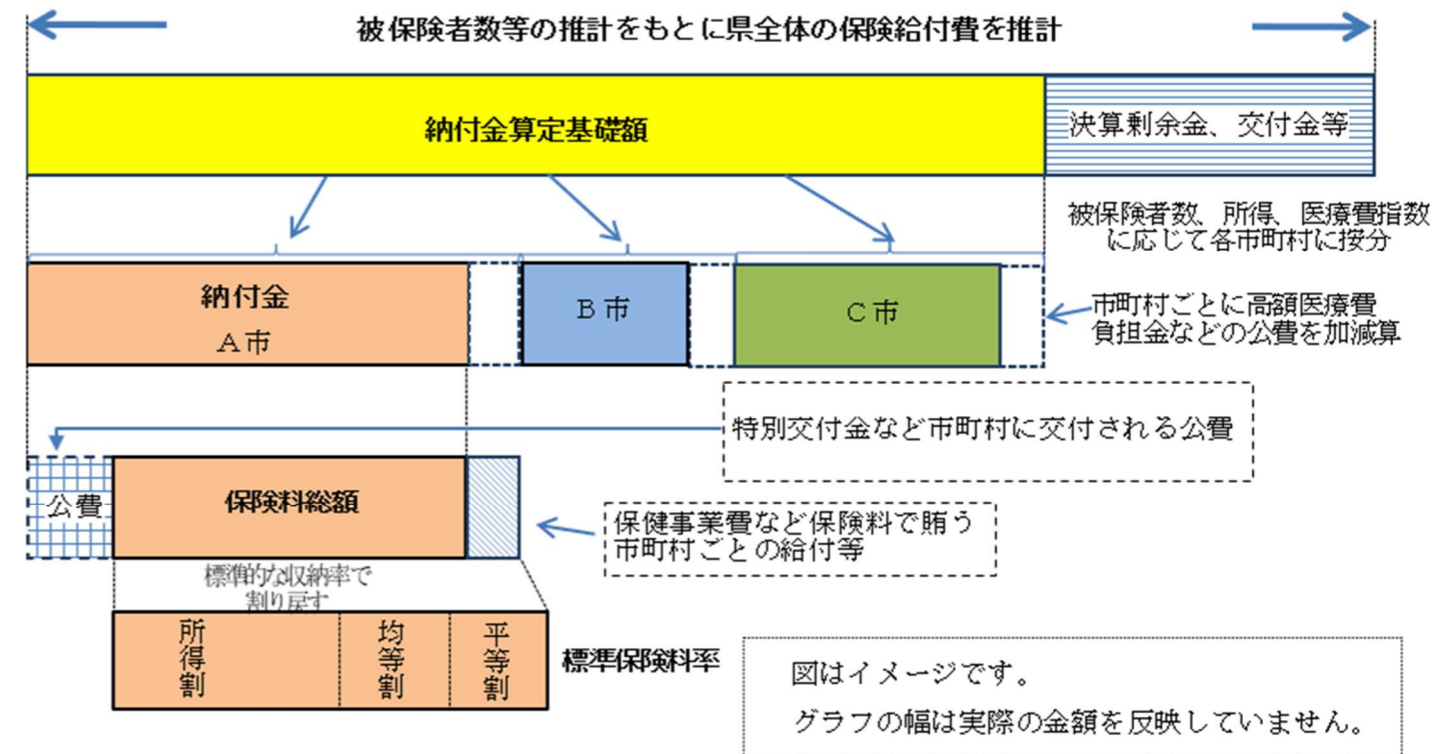 被保険者数等の推計をもとに県全体の保険給付費を推計
納付金算定基礎額
決算剰余金、交付金等
被保険者数、所得、医療費指数
に応じて各市町村に按分
納付金
A市
B市
C市
市町村ごとに高額医療費
負担金などの公費を加減算
特別交付金など市町村に交付される公費
公費
保険料総額
保健事業費など保険料で賄う
市町村ごとの給付等
標準的な収納率で
割り戻す
所得割
均等割
平等割
標準保険料率
図はイメージです。
グラフの幅は実際の金額を反映していません。